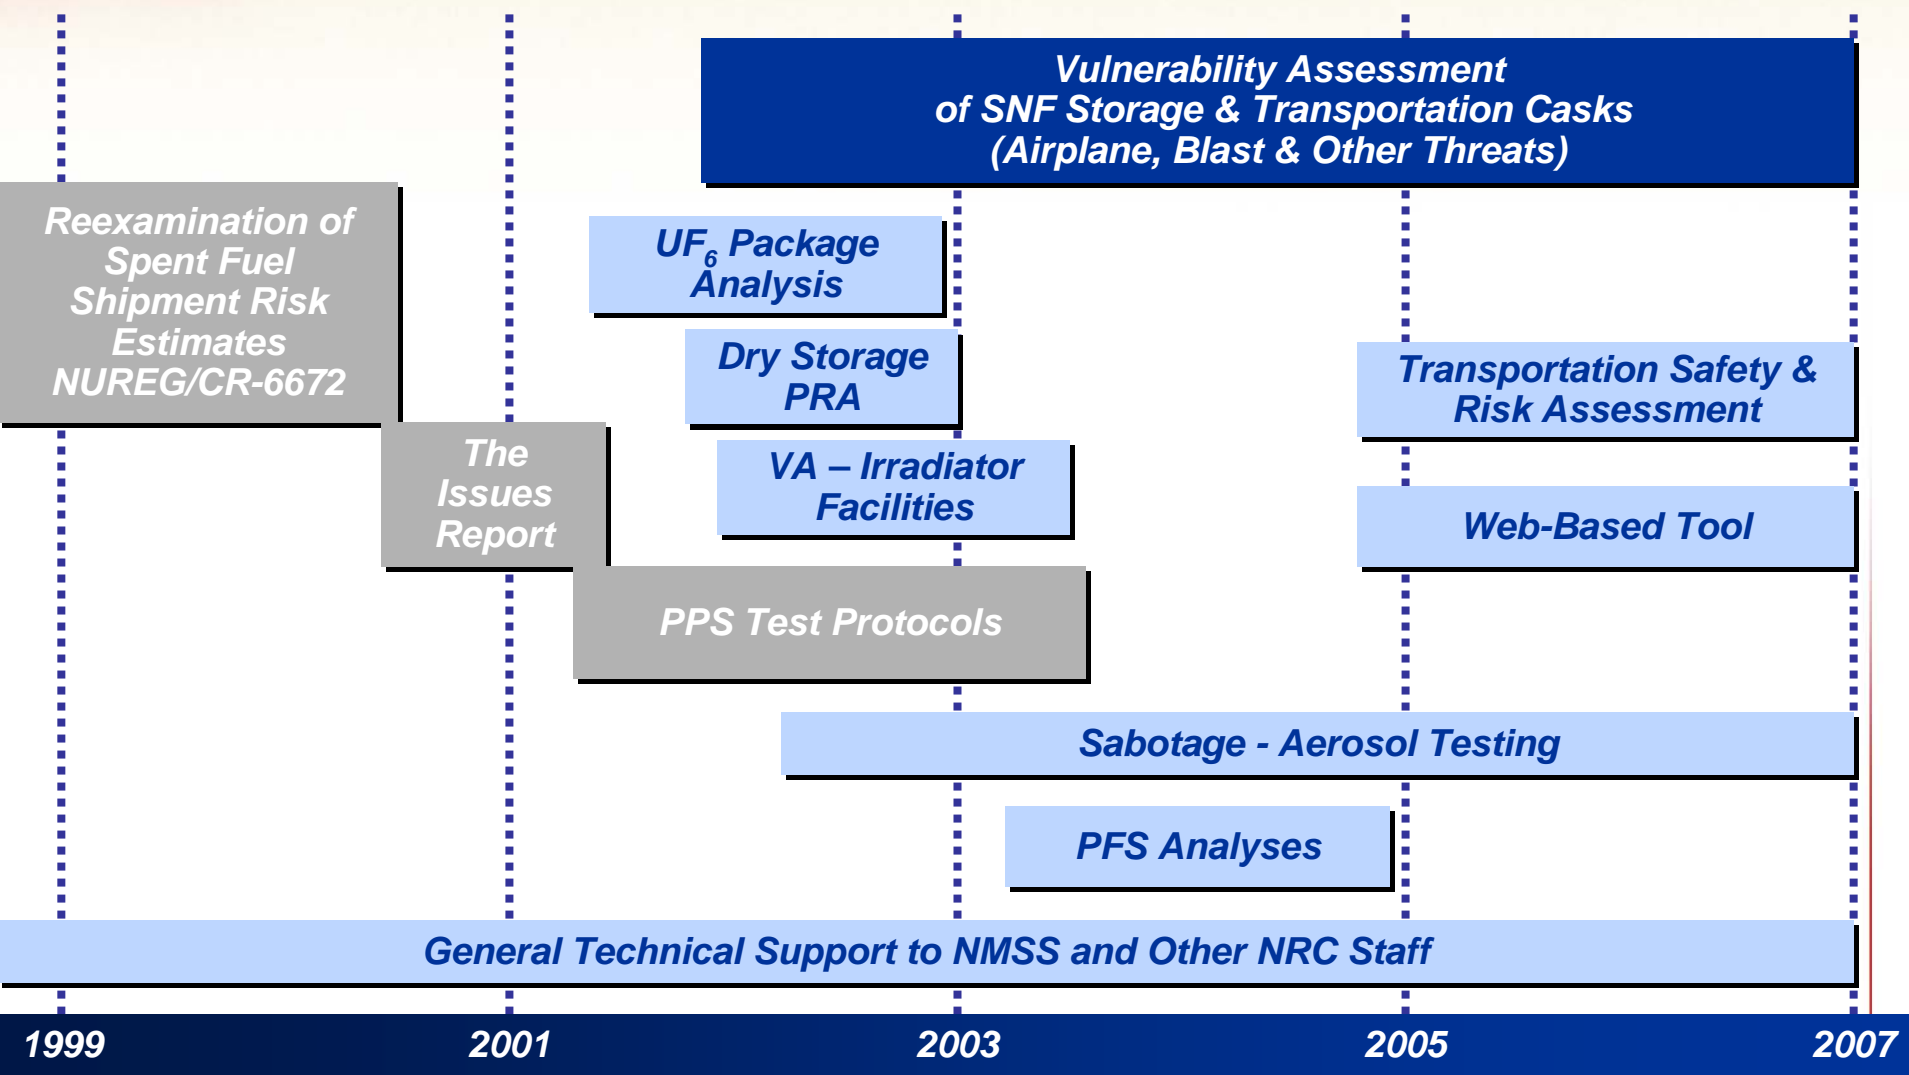 Vulnerability Assessment
of SNF Storage & Transportation Casks
(Airplane, Blast & Other Threats)
Reexamination of
Spent Fuel
Shipment Risk
Estimates
NUREG/CR-6672
UF6 Package
Analysis
Dry Storage
PRA
Transportation Safety &
Risk Assessment
The
Issues
Report
VA – Irradiator
Facilities
Web-Based Tool
PPS Test Protocols
Sabotage - Aerosol Testing
PFS Analyses
General Technical Support to NMSS and Other NRC Staff
1999 2001 2003 2005 2007